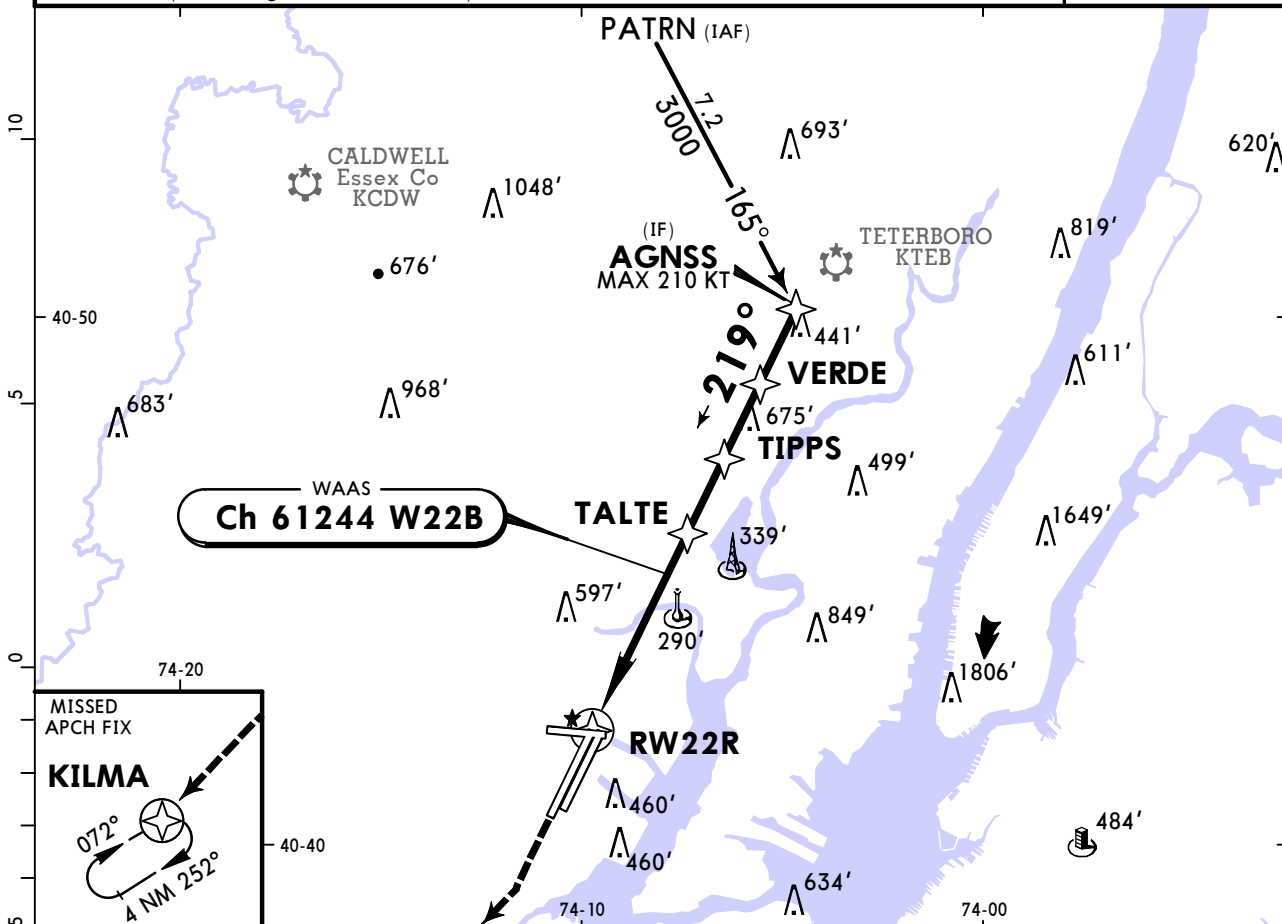 PATRN (IAF)
10
7.2
3000
165°
693'
620'
CALDWELL
Essex Co
KCDW
1048'
(IF)
AGNSS
MAX 210 KT
TETERBORO
KTEB
819'
676'
40-50
441'
219°
VERDE
611'
5
683'
968'
675'
TIPPS
499'
WAAS
Ch 61244 W22B
TALTE
339'
1649'
597'
290'
849'
0
74-20
1806'
MISSED
APCH FIX
KILMA
072°
4 NM 252°
RW22R
460'
40-40
460'
484'
634'
74-10
74-00